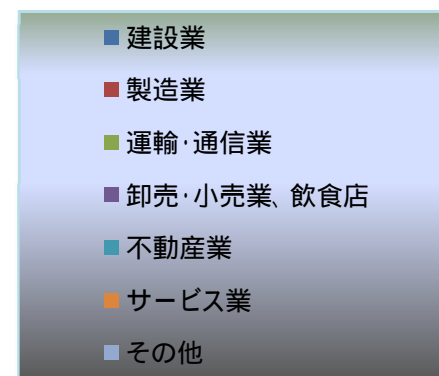 建設業
製造業
運輸･通信業
卸売･小売業、飲食店
不動産業
サービス業
その他